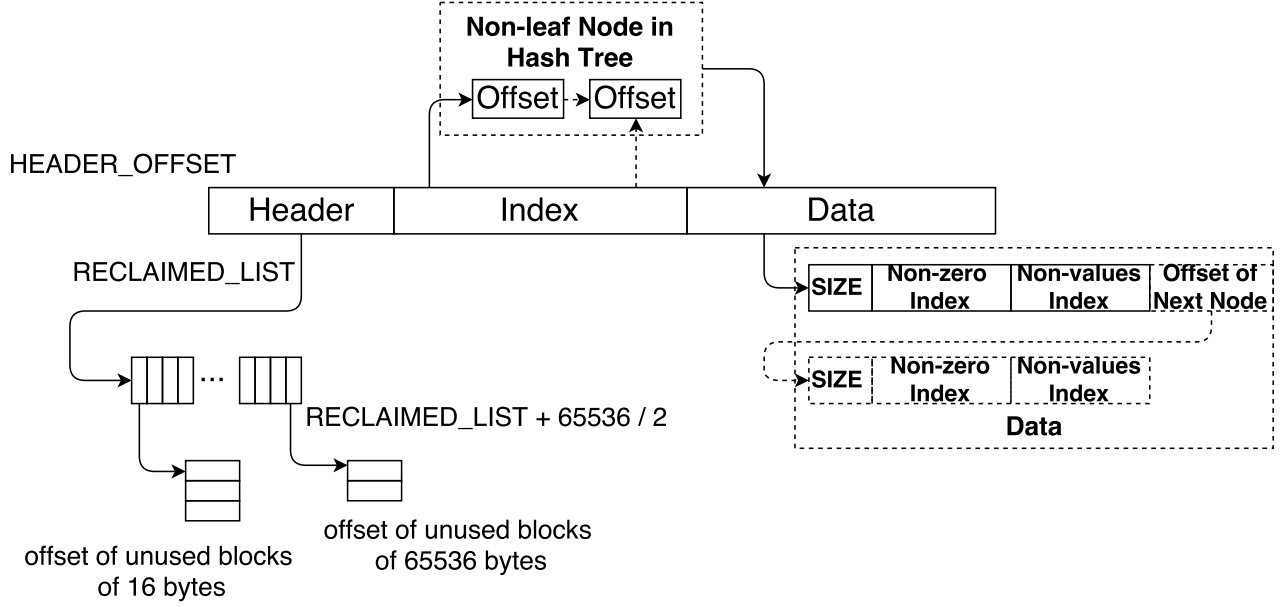 Non-leaf Node in
Hash Tree
Offset Offset
HEADER_OFFSET
Header Index Data
RECLAIMED_LIST
SIZE Non-zero Index Non-values Index Offset of Next Node
...
SIZE Non-zero Index Non-values Index
RECLAIMED_LIST + 65536 / 2
Data
offset of unused blocks
of 16 bytes
offset of unused blocks
of 65536 bytes